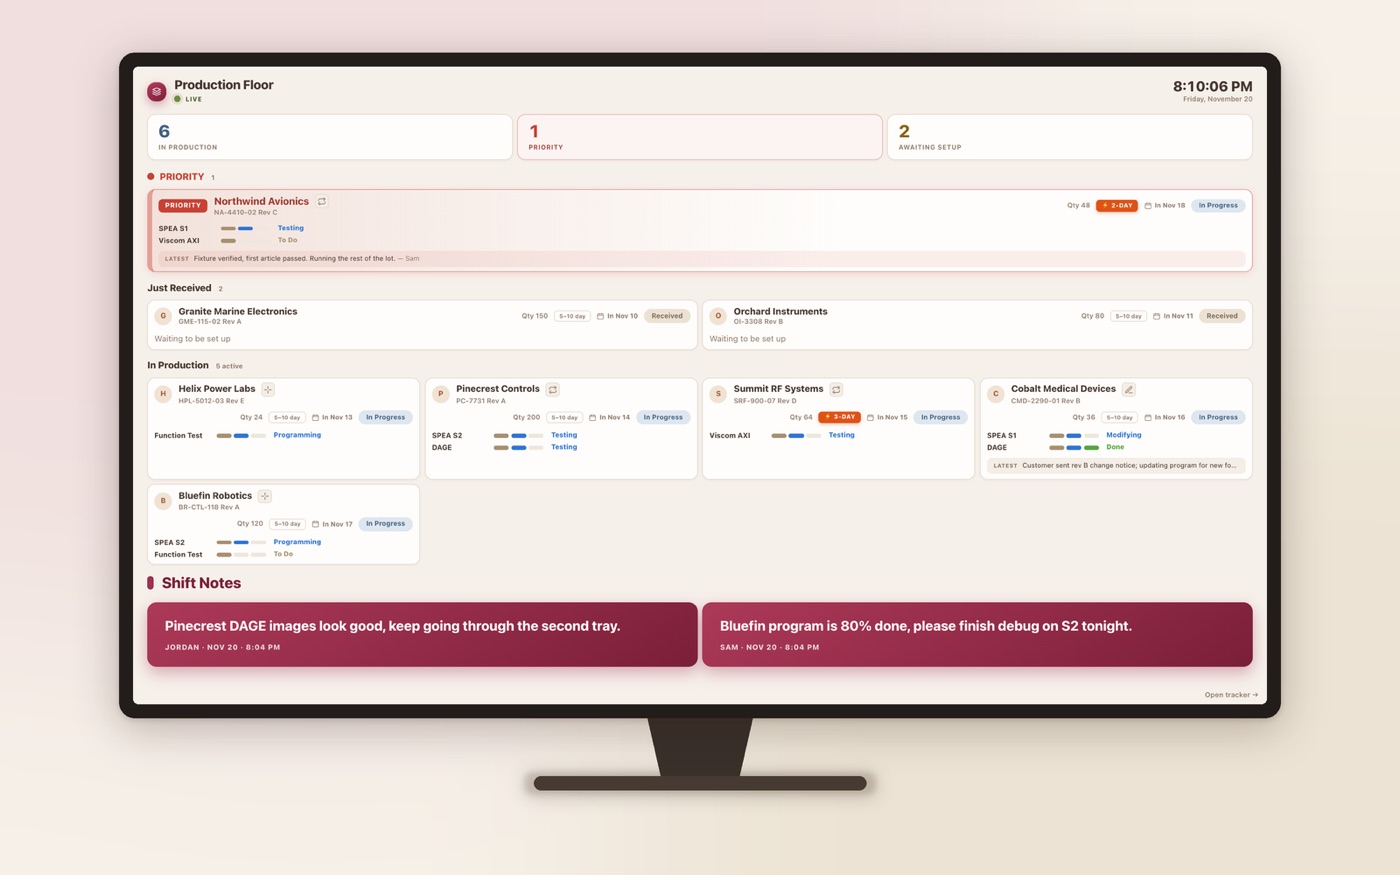 Production Floor
LIVE
8:10:06 PM
Friday, November 20
6
IN PRODUCTION
1
PRIORITY
2
AWAITING SETUP
PRIORITY 1
PRIORITY Northwind Avionics
NA-4410-02 Rev C
Qty 48 2-DAY In Nov 18 In Progress
SPEA S1 Testing
Viscom AXI To Do
LATEST Fixture verified, first article passed. Running the rest of the lot. — Sam
Just Received 2
G Granite Marine Electronics
GME-115-02 Rev A
Qty 150 5–10 day In Nov 10 Received
Waiting to be set up
O Orchard Instruments
OI-3308 Rev B
Qty 80 5–10 day In Nov 11 Received
Waiting to be set up
In Production 5 active
H Helix Power Labs
HPL-5012-03 Rev E
Qty 24 5–10 day In Nov 13 In Progress
Function Test Programming
P Pinecrest Controls
PC-7731 Rev A
Qty 200 5–10 day In Nov 14 In Progress
SPEA S2 Testing
DAGE Testing
S Summit RF Systems
SRF-900-07 Rev D
Qty 64 3-DAY In Nov 15 In Progress
Viscom AXI Testing
C Cobalt Medical Devices
CMD-2290-01 Rev B
Qty 36 5–10 day In Nov 16 In Progress
SPEA S1 Modifying
DAGE Done
LATEST Customer sent rev B change notice; updating program for new fo...
B Bluefin Robotics
BR-CTL-118 Rev A
Qty 120 5–10 day In Nov 17 In Progress
SPEA S2 Programming
Function Test To Do
Shift Notes
Pinecrest DAGE images look good, keep going through the second tray.
JORDAN · NOV 20 · 8:04 PM
Bluefin program is 80% done, please finish debug on S2 tonight.
SAM · NOV 20 · 8:04 PM
Open tracker →